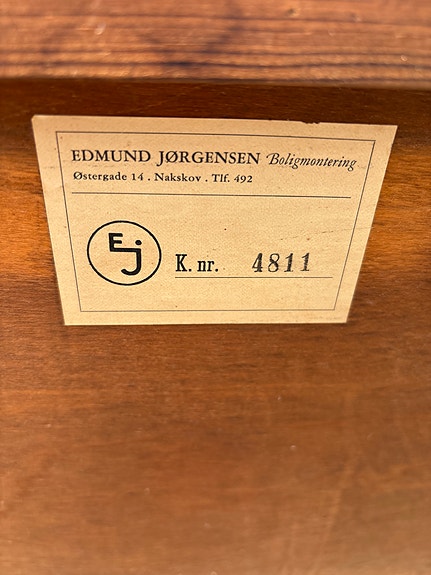 EDMUND JØRGENSEN Boligmontering
Østergade 14 . Nakskov . Tlf. 492
EJ
K. nr. 4811